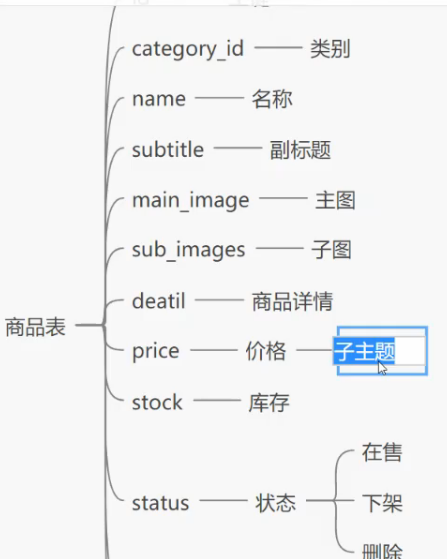 category_id 类别
name 名称
subtitle 副标题
main_image 主图
sub_images 子图
deatil 商品详情
商品表
price 价格 子主题
stock 库存
在售
status 状态 下架
删除